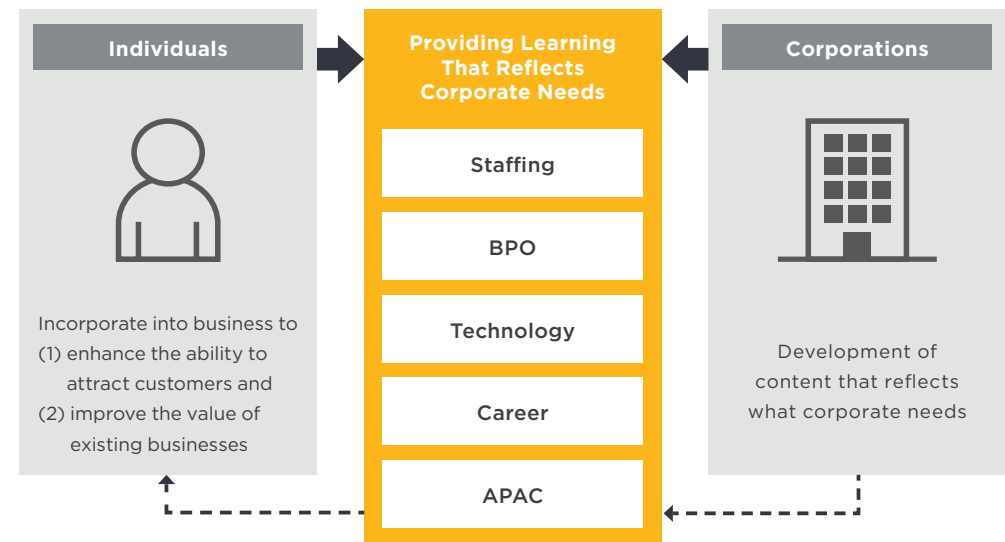 Individuals
Incorporate into business to
(1) enhance the ability to
attract customers and
(2) improve the value of
existing businesses
Providing Learning
That Reflects
Corporate Needs
Staffing
BPO
Technology
Career
APAC
Corporations
Development of
content that reflects
what corporate needs